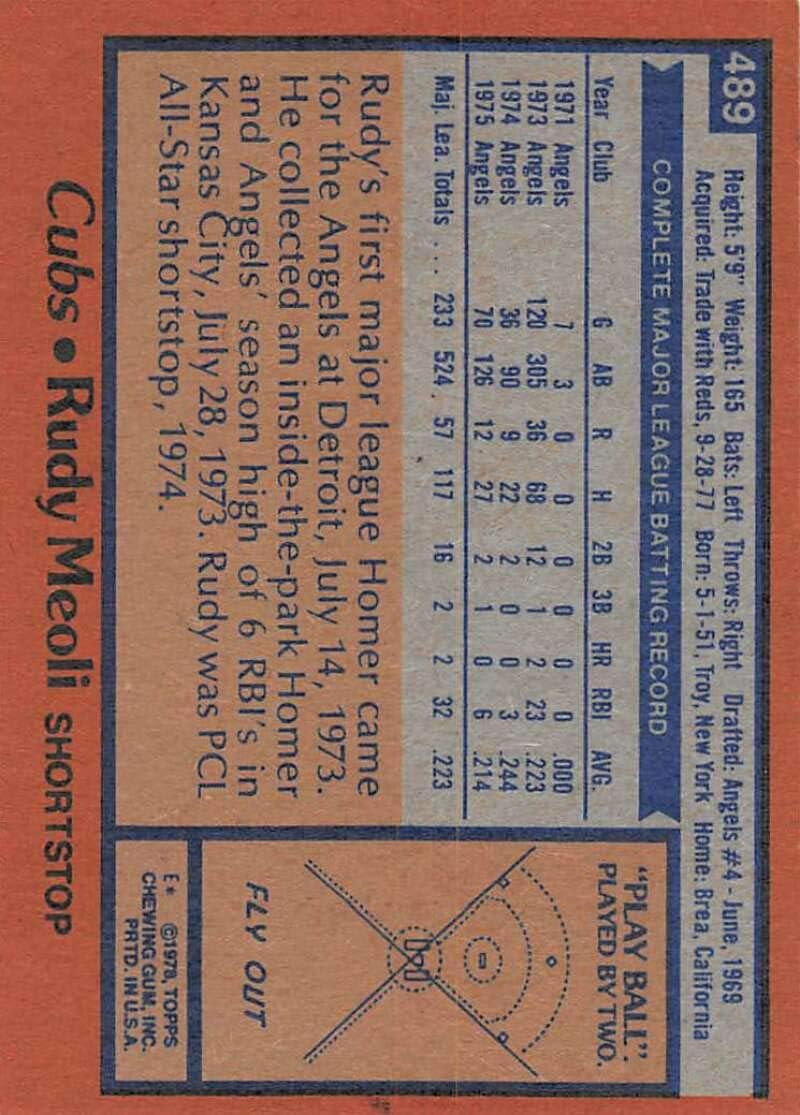 489
Height: 5'9" Weight: 165 Bats: Left Throws: Right Drafted: Angels #4 - June, 1969
Acquired: Trade with Reds, 9-28-77 Born: 5-1-51, Troy, New York Home: Brea, California
COMPLETE MAJOR LEAGUE BATTING RECORD
Year Club G AB R H 2B 3B HR RBI AVG.
1971 Angels 7 3 0 0 0 0 0 0 .000
1973 Angels 120 305 36 68 12 1 2 23 .223
1974 Angels 36 90 9 22 2 0 0 3 .244
1975 Angels 70 126 12 27 2 1 0 6 .214
Maj. Lea. Totals ... 233 524 57 117 16 2 2 32 .223
Rudy's first major league Homer came
for the Angels at Detroit, July 14, 1973.
He collected an inside-the-park Homer
and Angels' season high of 6 RBI's in
Kansas City, July 28, 1973. Rudy was PCL
All-Star shortstop, 1974.
"PLAY BALL".
PLAYED BY TWO.
FLY OUT
E* ©1978, TOPPS
CHEWING GUM, INC.
PRTD. IN U.S.A.
Cubs • Rudy Meoli SHORTSTOP